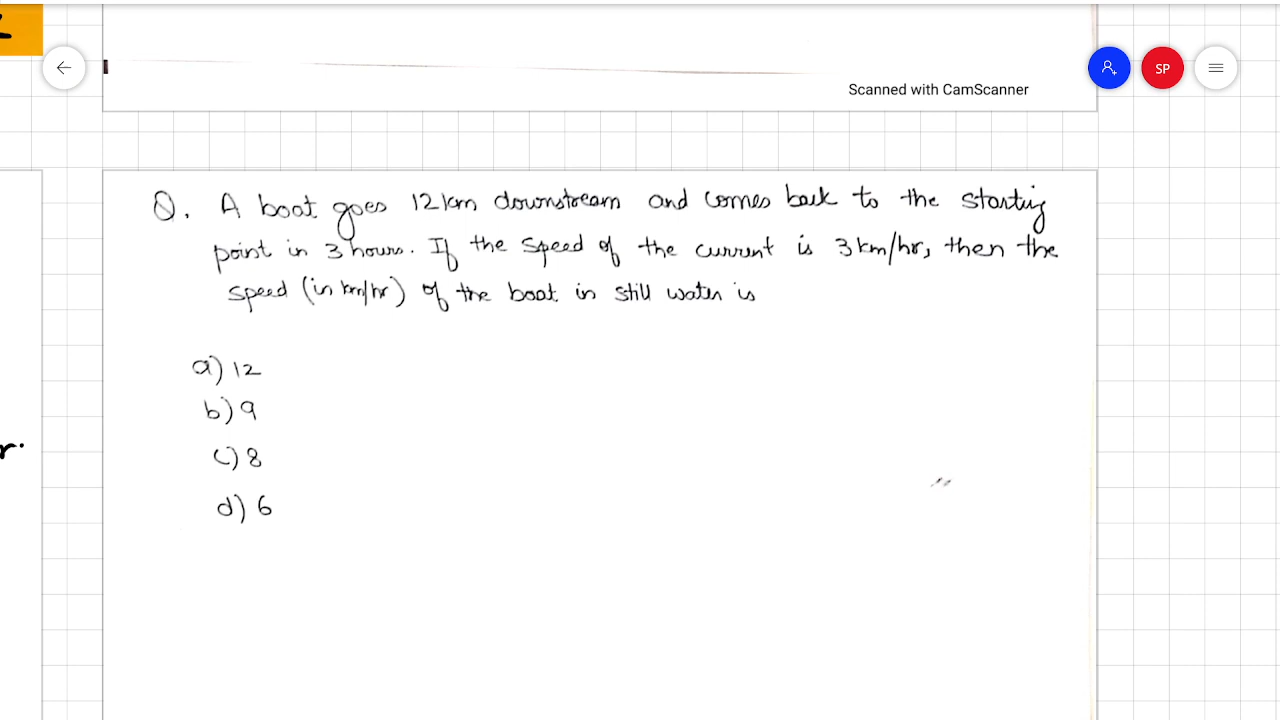 Scanned with CamScanner
SP
Q. A boat goes 12km downstream and comes back to the starting
point in 3 hours. If the speed of the current is 3 km/hr, then the
speed (in km/hr) of the boat in still water is
a) 12
b) 9
c) 8
d) 6
r.